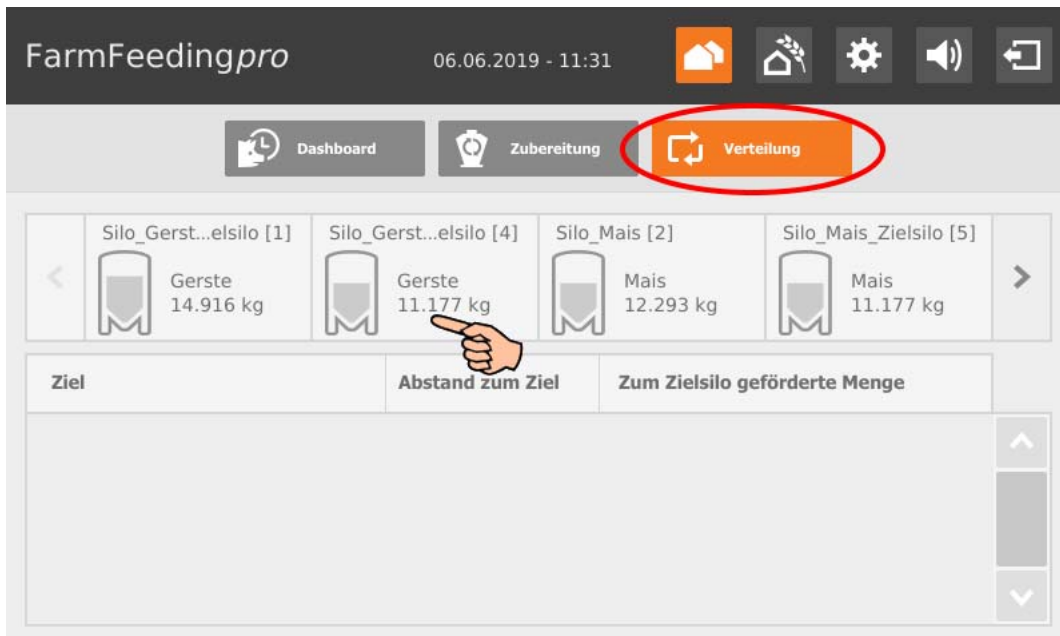 FarmFeedingpro 06.06.2019 - 11:31
Dashboard Zubereitung Verteilung
Silo_Gerst...elsilo [1] Silo_Gerst...elsilo [4] Silo_Mais [2] Silo_Mais_Zielsilo [5]
Gerste Gerste Mais Mais
14.916 kg 11.177 kg 12.293 kg 11.177 kg
Ziel Abstand zum Ziel Zum Zielsilo geförderte Menge